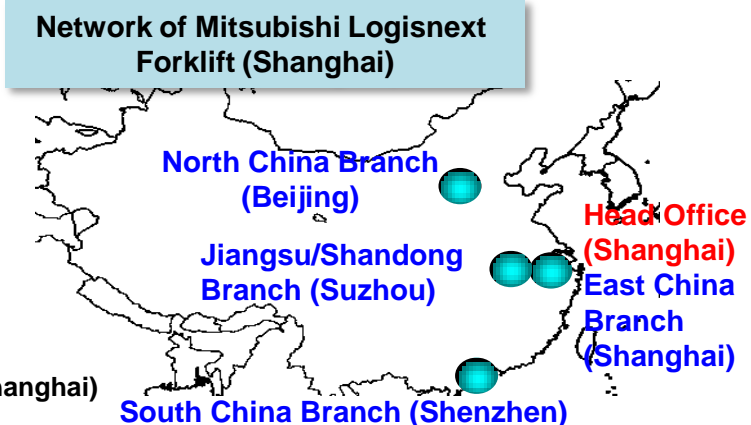 Network of Mitsubishi Logisnext
Forklift (Shanghai)
North China Branch
(Beijing)
Head Office
(Shanghai)
Jiangsu/Shandong
Branch (Suzhou)
East China
Branch
(Shanghai)
anghai)
South China Branch (Shenzhen)